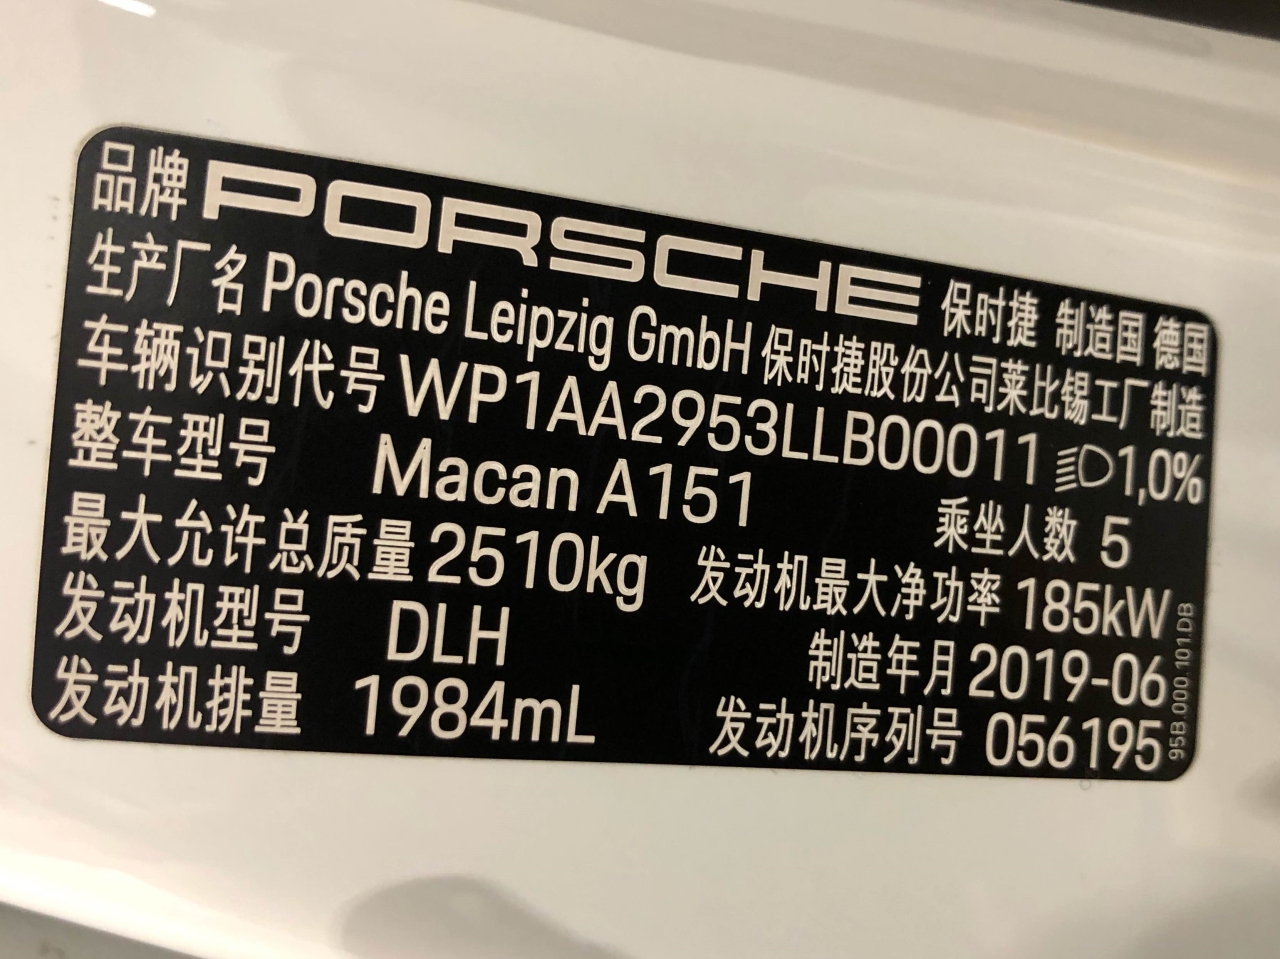 品牌 PORSCHE 保时捷 制造国 德国
生产厂名 Porsche Leipzig GmbH 保时捷股份公司莱比锡工厂制造
车辆识别代号 WP1AA2953LLB00011 1,0%
整车型号 Macan A151 乘坐人数 5
最大允许总质量 2510kg 发动机最大净功率 185kW
发动机型号 DLH 制造年月 2019-06
发动机排量 1984mL 发动机序列号 056195
95B.000.101.DB